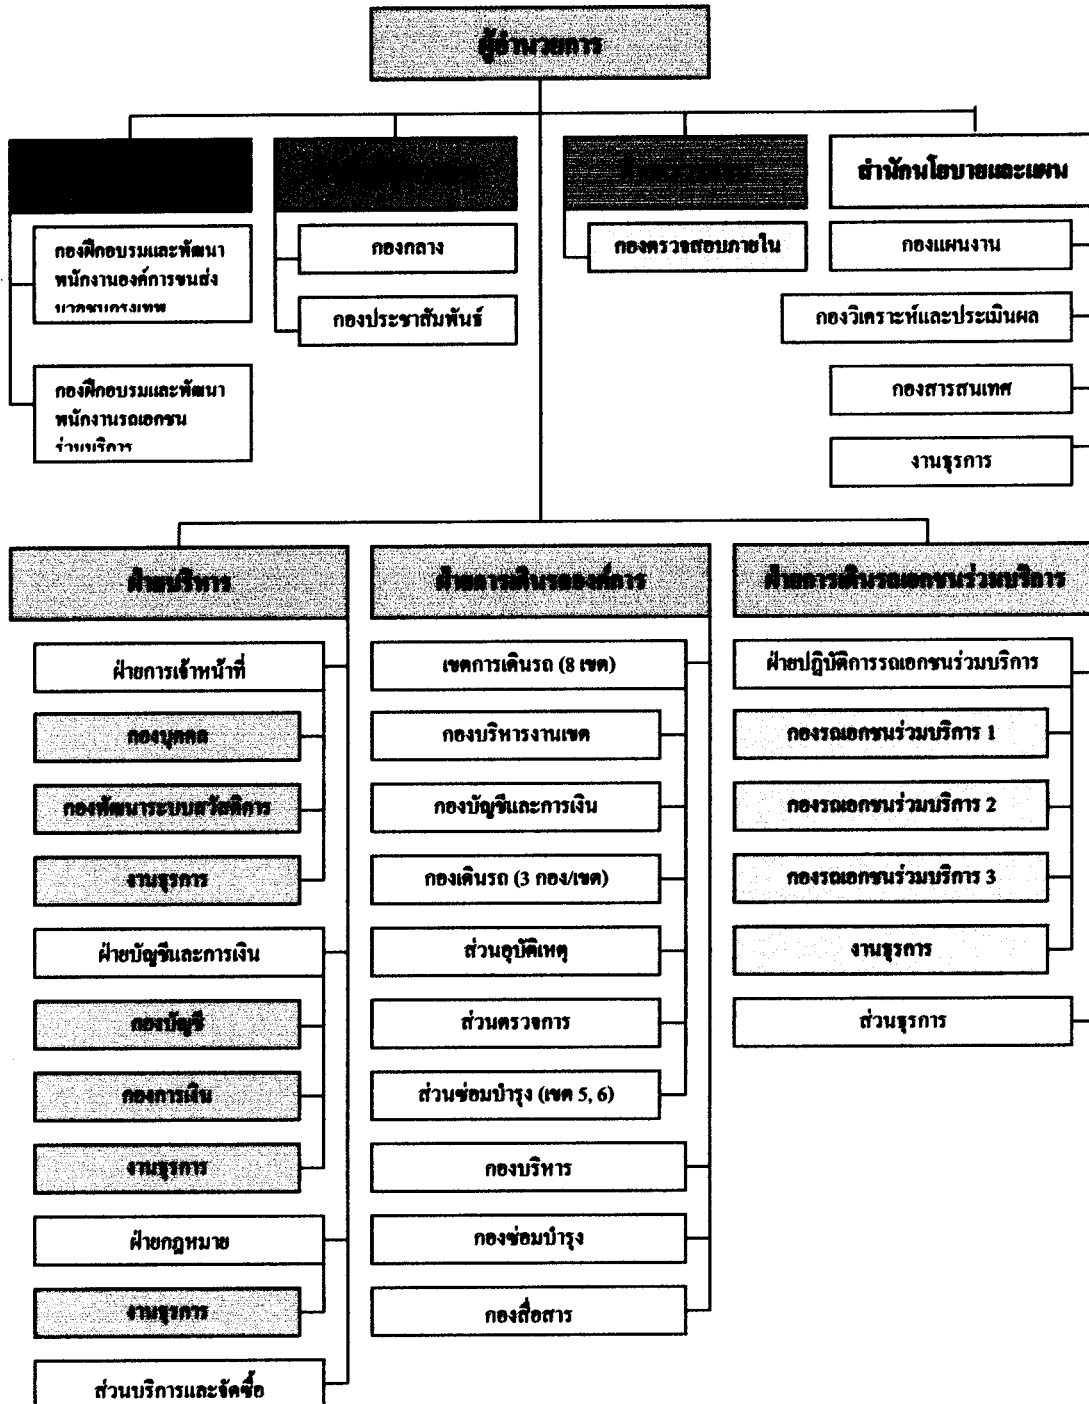 ผู้อำนวยการ
สำนักนโยบายและแผน
กองฝึกอบรมและพัฒนา
พนักงานองค์การขนส่ง
มวลชนกรุงเทพ
กองฝึกอบรมและพัฒนา
พนักงานรถเอกชน
ร่วมบริการ
กองกลาง
กองประชาสัมพันธ์
กองตรวจสอบภายใน
กองแผนงาน
กองวิเคราะห์และประเมินผล
กองสารสนเทศ
งานธุรการ
ฝ่ายบริหาร
ฝ่ายการเจ้าหน้าที่
กองบุคคล
กองพัฒนาระบบสวัสดิการ
งานธุรการ
ฝ่ายบัญชีและการเงิน
กองบัญชี
กองการเงิน
งานธุรการ
ฝ่ายกฎหมาย
งานธุรการ
ส่วนบริการและจัดซื้อ
ฝ่ายการเดินรถองค์การ
เขตการเดินรถ (8 เขต)
กองบริหารงานเขต
กองบัญชีและการเงิน
กองเดินรถ (3 กอง/เขต)
ส่วนอุบัติเหตุ
ส่วนตรวจการ
ส่วนซ่อมบำรุง (เขต 5, 6)
กองบริหาร
กองซ่อมบำรุง
กองสื่อสาร
ฝ่ายการเดินรถเอกชนร่วมบริการ
ฝ่ายปฏิบัติการรถเอกชนร่วมบริการ
กองรถเอกชนร่วมบริการ 1
กองรถเอกชนร่วมบริการ 2
กองรถเอกชนร่วมบริการ 3
งานธุรการ
ส่วนธุรการ